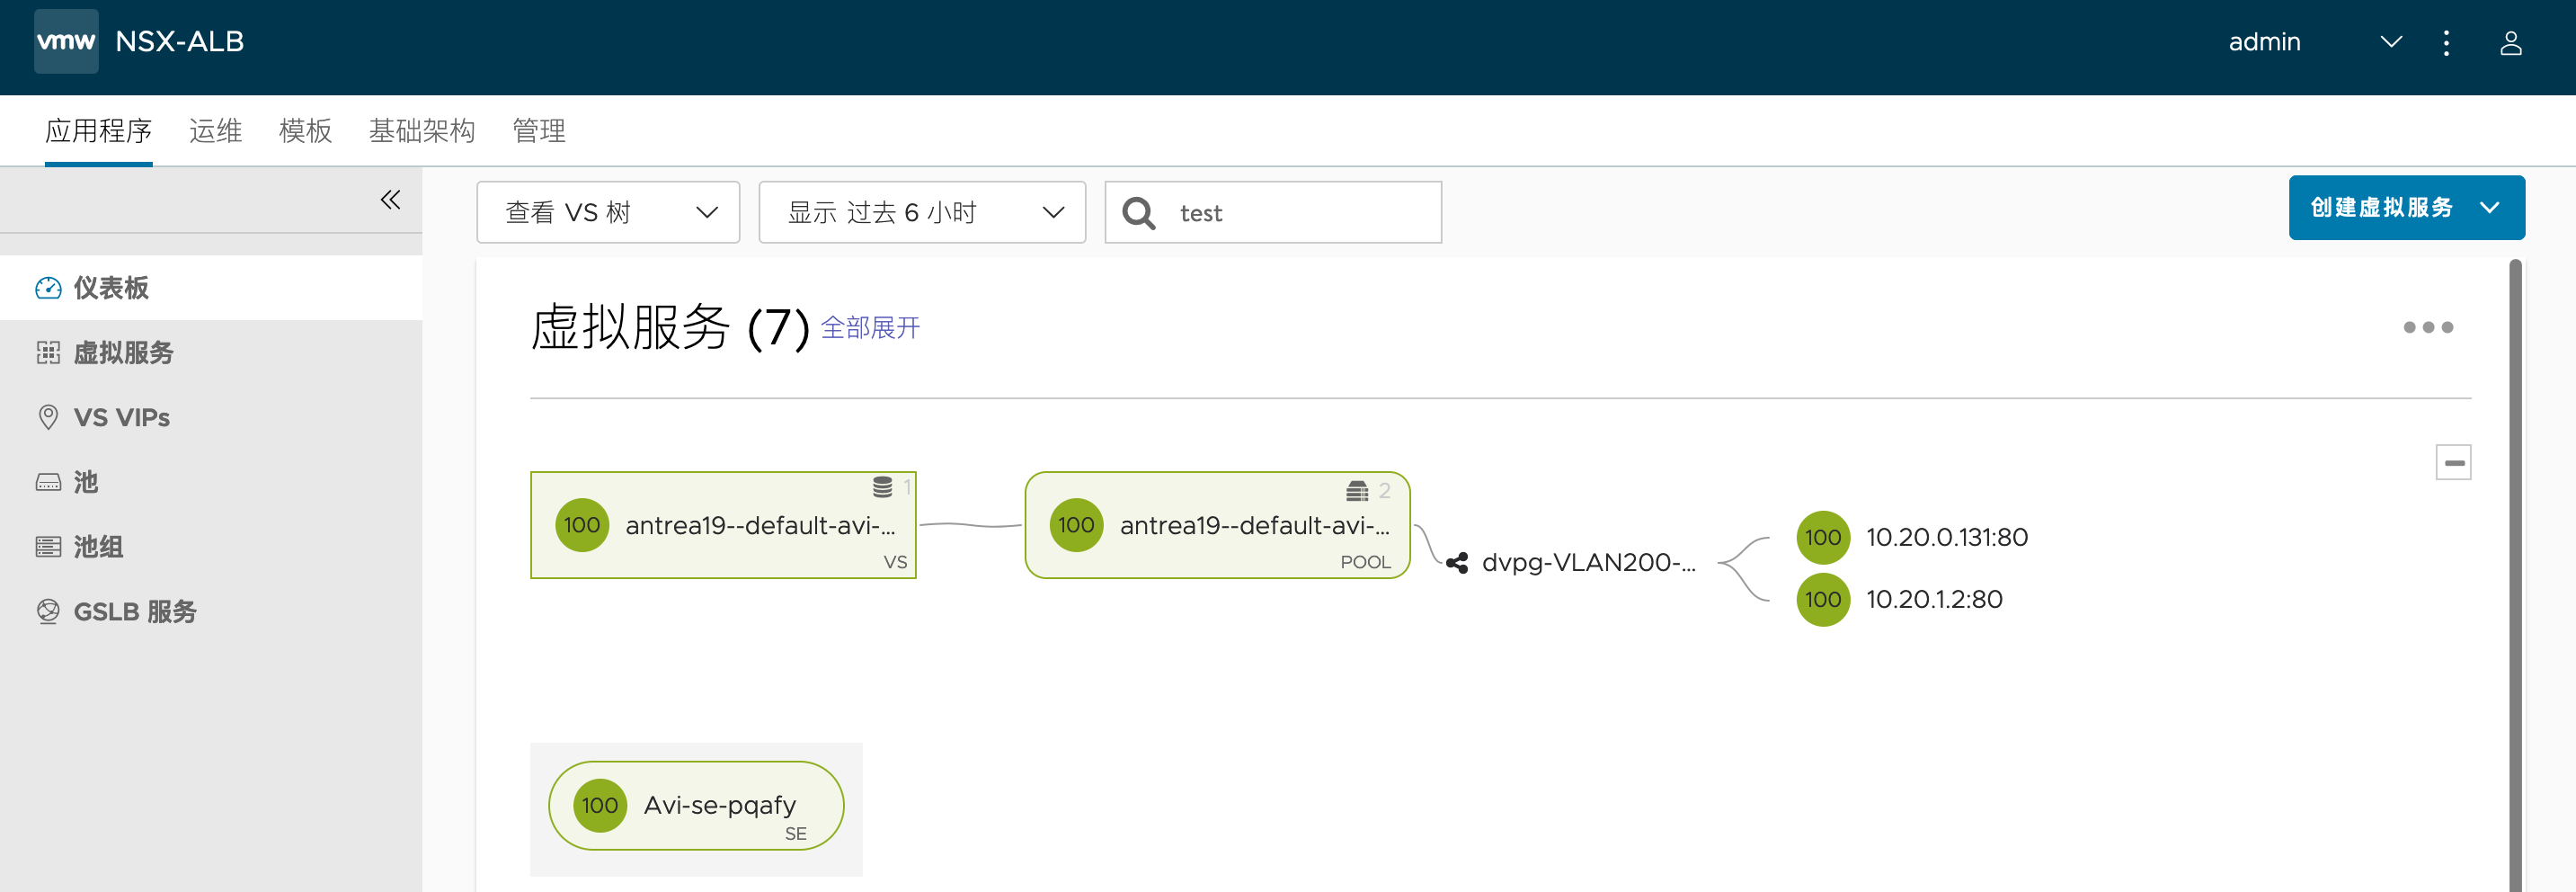 vmw NSX-ALB admin
应用程序 运维 模板 基础架构 管理
查看 VS 树 显示 过去 6 小时 test 创建虚拟服务
仪表板
虚拟服务
VS VIPs
池
池组
GSLB 服务
虚拟服务 (7) 全部展开
1
100 antrea19--default-avi-...
VS
2
100 antrea19--default-avi-...
POOL
dvpg-VLAN200-...
100 10.20.0.131:80
100 10.20.1.2:80
100 Avi-se-pqafy
SE